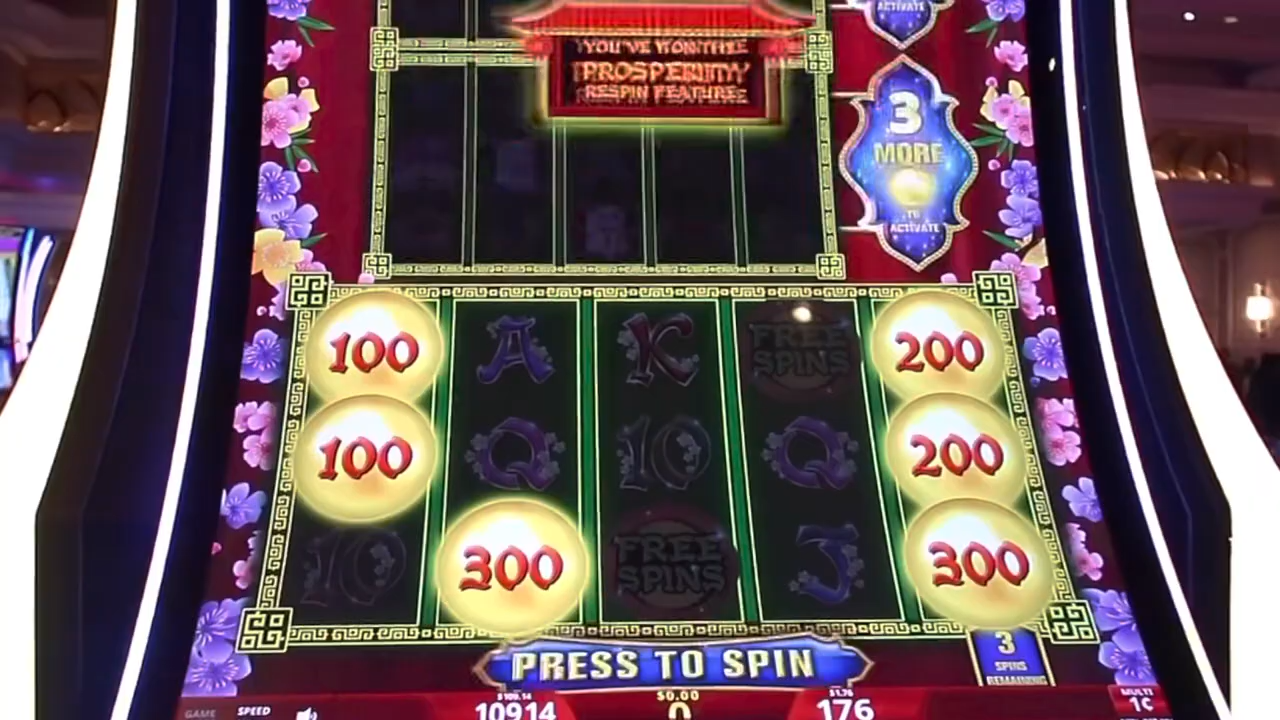 ACTIVATE
YOU'VE WON THE
PROSPERITY
RESPIN FEATURE
3
MORE
TO
ACTIVATE
100 A K FREE SPINS 200
100 Q 10 Q 200
10 300 FREE SPINS J 300
PRESS TO SPIN
3
SPINS
REMAINING
$109.14 $0.00 $1.76
10914 0 176
GAME SPEED
MULTI
1¢